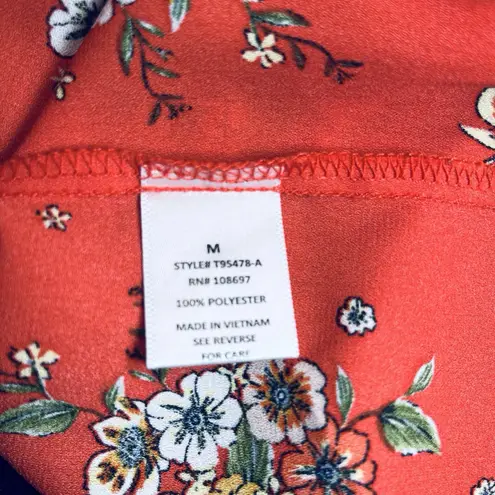 M
STYLE# T95478-A
RN# 108697
100% POLYESTER
MADE IN VIETNAM
SEE REVERSE
FOR CARE